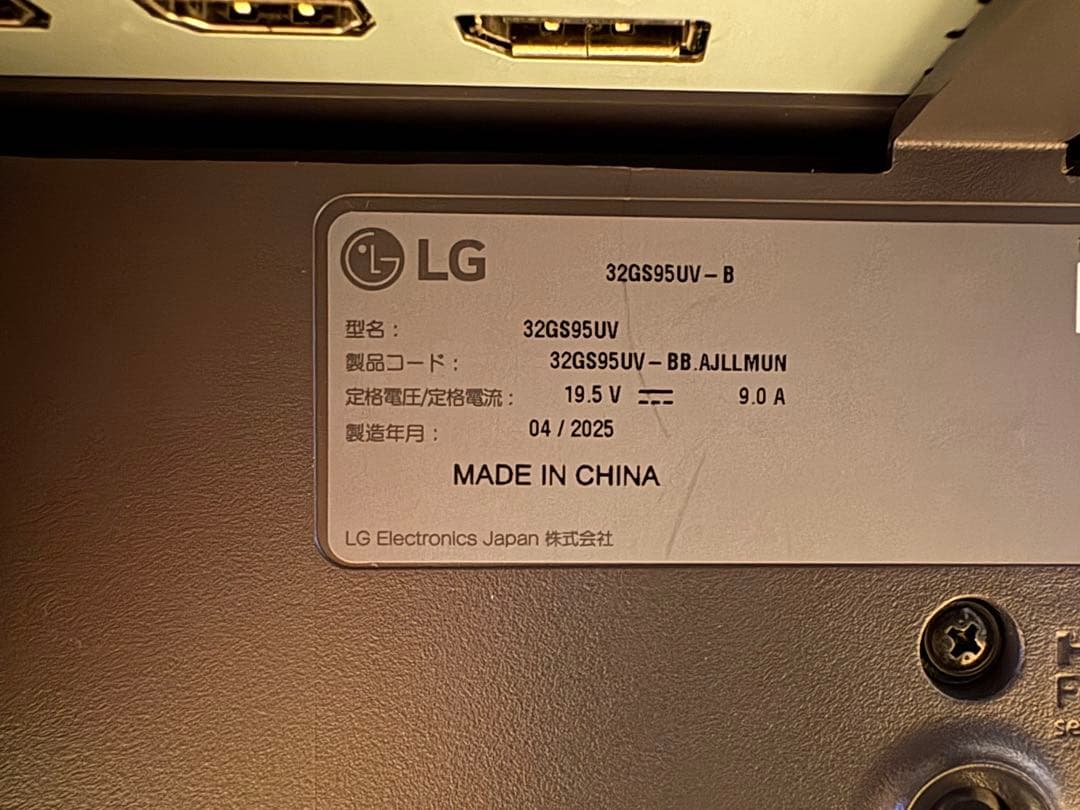 LG
32GS95UV-B
型名: 32GS95UV
製品コード: 32GS95UV-BB.AJLLMUN
定格電圧/定格電流: 19.5 V ⎓ 9.0 A
製造年月: 04 / 2025
MADE IN CHINA
LG Electronics Japan 株式会社